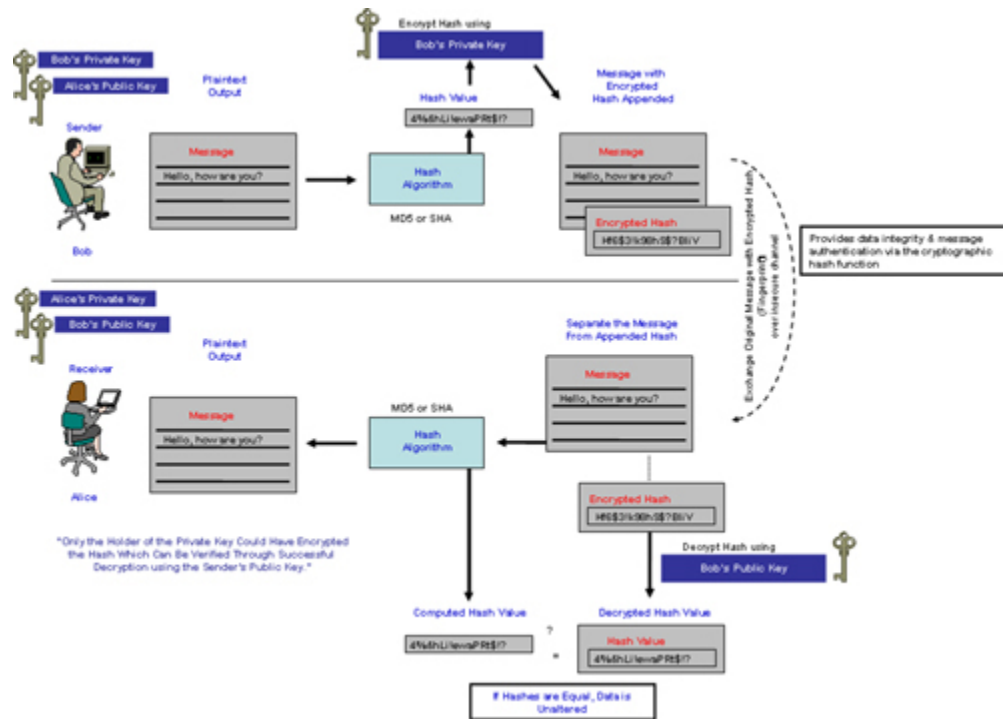 Encrypt Hash using
Bob's Private Key
Bob's Private Key
Alice's Public Key
Plaintext
Output
Message with
Encrypted
Hash Appended
Hash Value
Sender
Message
Hello, how are you?
Hash
Algorithm
MD5 or SHA
Message
Hello, how are you?
Encrypted Hash
Bob
Exchange Original Message with Encrypted Hash
(Fingerprint)
over insecure channel
Provides data integrity & message
authentication via the cryptographic
hash function
Alice's Private Key
Bob's Public Key
Plaintext
Output
Separate the Message
From Appended Hash
Receiver
Message
Hello, how are you?
MD5 or SHA
Hash
Algorithm
Message
Hello, how are you?
Alice
Encrypted Hash
"Only the Holder of the Private Key Could Have Encrypted
the Hash Which Can Be Verified Through Successful
Decryption using the Sender's Public Key."
Decrypt Hash using
Bob's Public Key
Computed Hash Value
Decrypted Hash Value
?
=
Hash Value
If Hashes are Equal, Data is
Unaltered